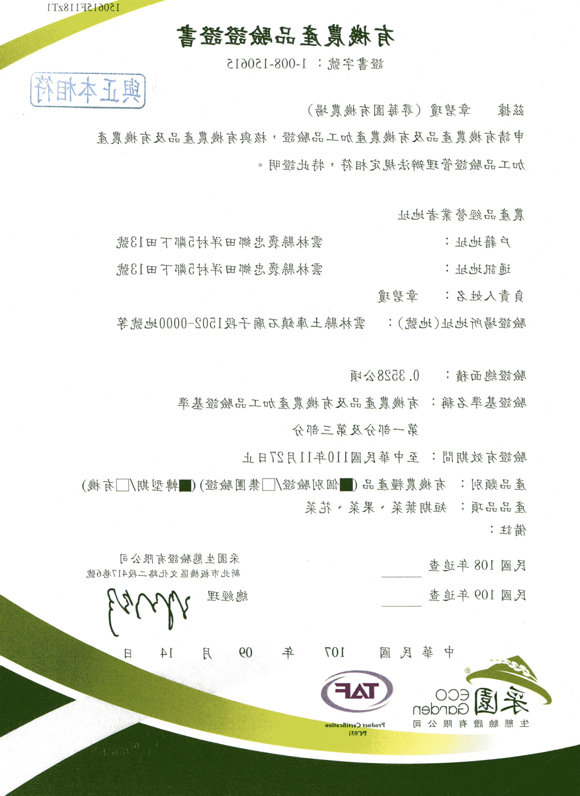 150615F118zT1
有機農產品驗證證書
證書字號：1-008-150615
與正本相符
茲據　章碧瓊（尋莓園有機農場）
申請有機農產品及有機農產加工品驗證，核與有機農產品及有機農產
加工品驗證管理辦法規定相符，特此證明。
農產品經營業者地址
戶籍地址：雲林縣褒忠鄉田洋村5鄰下田13號
通訊地址：雲林縣褒忠鄉田洋村5鄰下田13號
負責人姓名：章碧瓊
驗證場所地址(地號)：雲林縣土庫鎮石廟子段1502-0000地號等
驗證總面積：0.3528公頃
驗證基準名稱：有機農產品及有機農產加工品驗證基準
第一部分及第三部分
驗證有效期間：至中華民國110年11月27日止
產品類別：有機農糧產品(■個別驗證/□集團驗證)(■轉型期/□有機)
產品品項：短期葉菜、果菜、花菜
備註：
民國 108 年追查
民國 109 年追查
采園生態驗證有限公司
新北市板橋區文化路二段417巷6號
總經理
中華民國 107 年 09 月 14 日
采園 ECO Garden
生態驗證有限公司
TAF
Product Certification
PC031